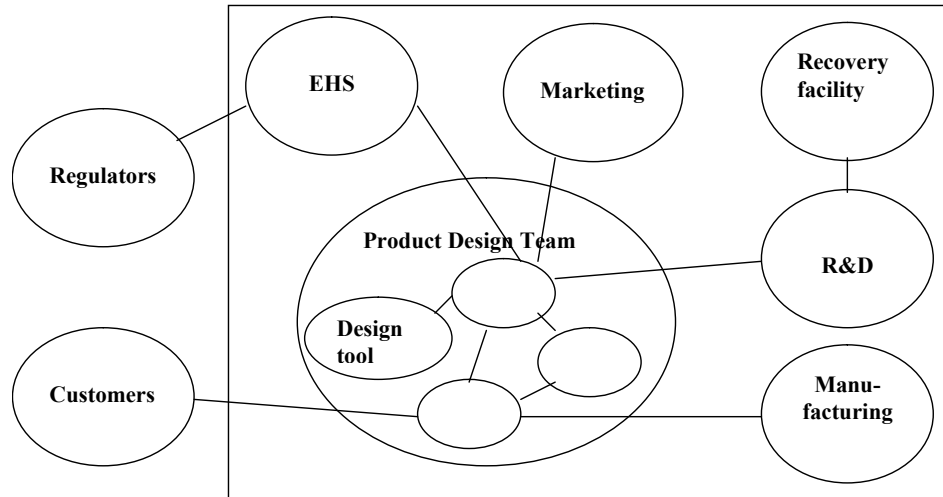 EHS
Marketing
Recovery
facility
Regulators
Product Design Team
R&D
Design
tool
Customers
Manu-
facturing